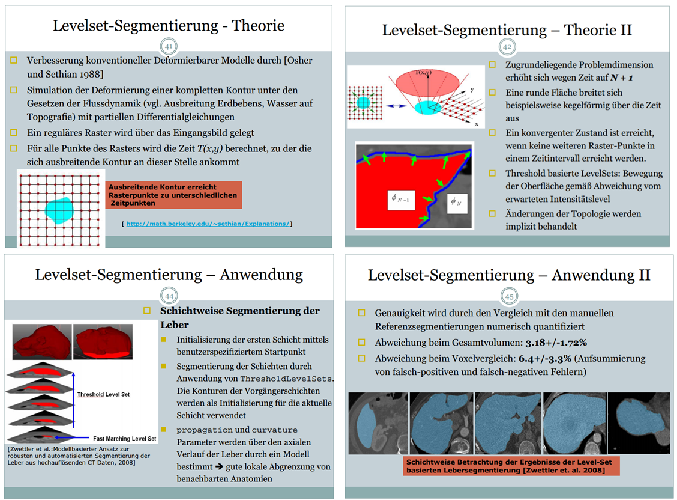 Levelset-Segmentierung - Theorie
41
Verbesserung konventioneller Deformierbarer Modelle durch [Osher
und Sethian 1988]
Simulation der Deformierung einer kompletten Kontur unter den
Gesetzen der Flussdynamik (vgl. Ausbreitung Erdbebens, Wasser auf
Topografie) mit partiellen Differentialgleichungen
Ein reguläres Raster wird über das Eingangsbild gelegt
Für alle Punkte des Rasters wird die Zeit T(x,y) berechnet, zu der die
sich ausbreitende Kontur an dieser Stelle ankommt
Ausbreitende Kontur erreicht
Rasterpunkte zu unterschiedlichen
Zeitpunkten
[ http://math.berkeley.edu/~sethian/Explanations/]
Levelset-Segmentierung – Theorie II
42
Zugrundeliegende Problemdimension
erhöht sich wegen Zeit auf N + 1
Eine runde Fläche breitet sich
beispielsweise kegelförmig über die Zeit
aus
Ein konvergenter Zustand ist erreicht,
wenn keine weiteren Raster-Punkte in
einem Zeitintervall erreicht werden.
Threshold basierte LevelSets: Bewegung
der Oberfläche gemäß Abweichung vom
erwarteten Intensitätslevel
Änderungen der Topologie werden
implizit behandelt
y
x
ϕ N-1
ϕ N
Levelset-Segmentierung – Anwendung
44
Schichtweise Segmentierung der
Leber
Initialisierung der ersten Schicht mittels
benutzerspezifiziertem Startpunkt
Segmentierung der Schichten durch
Anwendung von ThresholdLevelSets.
Die Konturen der Vorgängerschichten
werden als Initialisierung für die aktuelle
Schicht verwendet
propagation und curvature
Parameter werden über den axialen
Verlauf der Leber durch ein Modell
bestimmt → gute lokale Abgrenzung von
benachbarten Anatomien
Threshold Level Set
Fast Marching Level Set
[Zwettler et al. Modellbasierter Ansatz zur
robusten und automatisierten Segmentierung der
Leber aus hochauflösenden CT Daten, 2008]
Levelset-Segmentierung – Anwendung II
45
Genauigkeit wird durch den Vergleich mit den manuellen
Referenzsegmentierungen numerisch quantifiziert
Abweichung beim Gesamtvolumen: 3.18+/-1.72%
Abweichung beim Voxelvergleich: 6.4+/-3.3% (Aufsummierung
von falsch-positiven und falsch-negativen Fehlern)
Schichtweise Betrachtung der Ergebnisse der Level-Set
basierten Lebersegmentierung [Zwettler et. al. 2008]